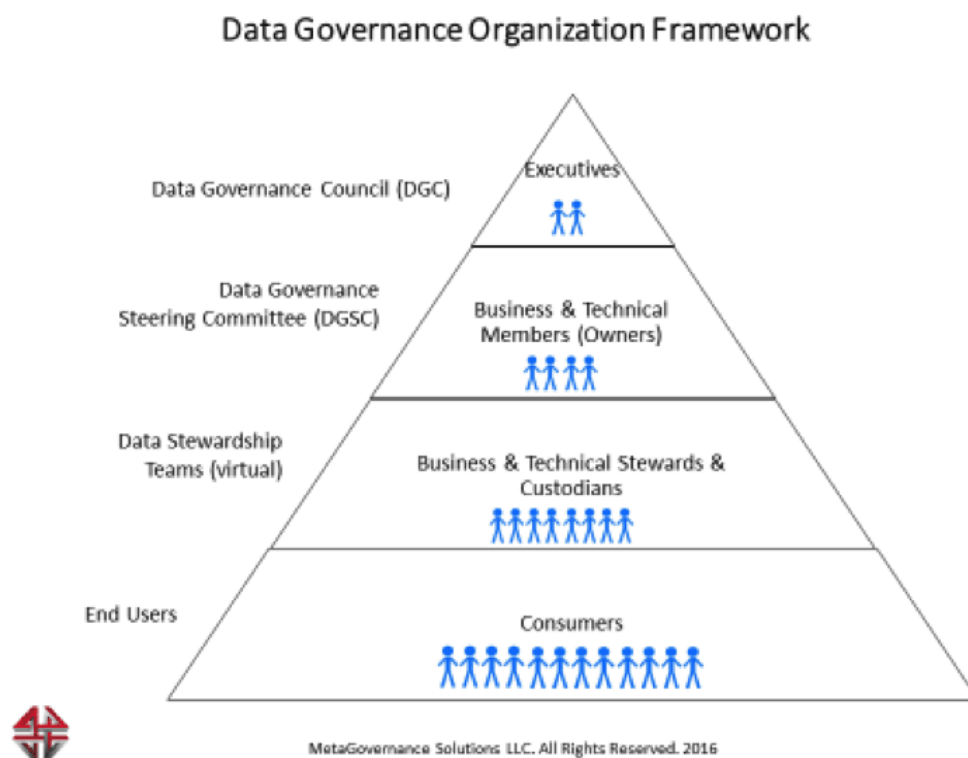 Data Governance Organization Framework
Executives
Data Governance Council (DGC)
Data Governance
Steering Committee (DGSC)
Business & Technical
Members (Owners)
Data Stewardship
Teams (virtual)
Business & Technical Stewards &
Custodians
End Users
Consumers
MetaGovernance Solutions LLC. All Rights Reserved. 2016